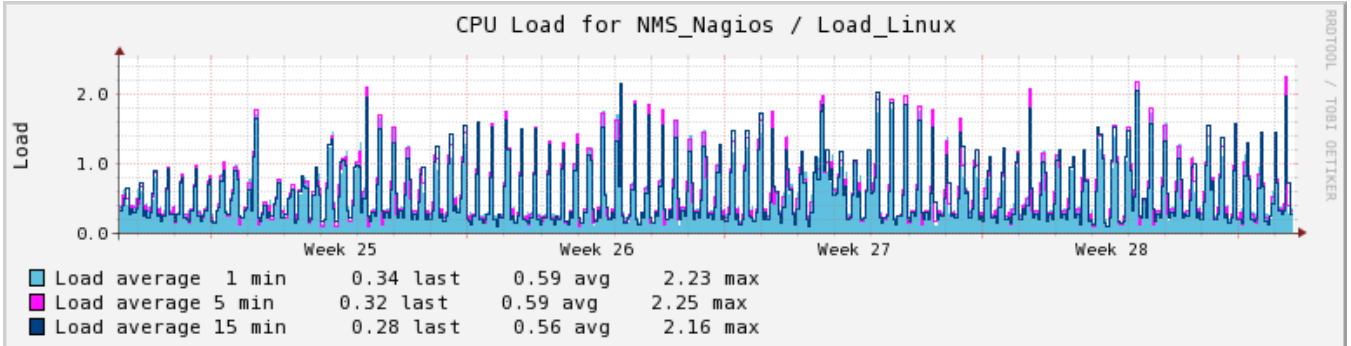 CPU Load for NMS_Nagios / Load_Linux
RRDTOOL / TOBI OETIKER
Load
2.0
1.0
0.0
Week 25 Week 26 Week 27 Week 28
Load average 1 min 0.34 last 0.59 avg 2.23 max
Load average 5 min 0.32 last 0.59 avg 2.25 max
Load average 15 min 0.28 last 0.56 avg 2.16 max